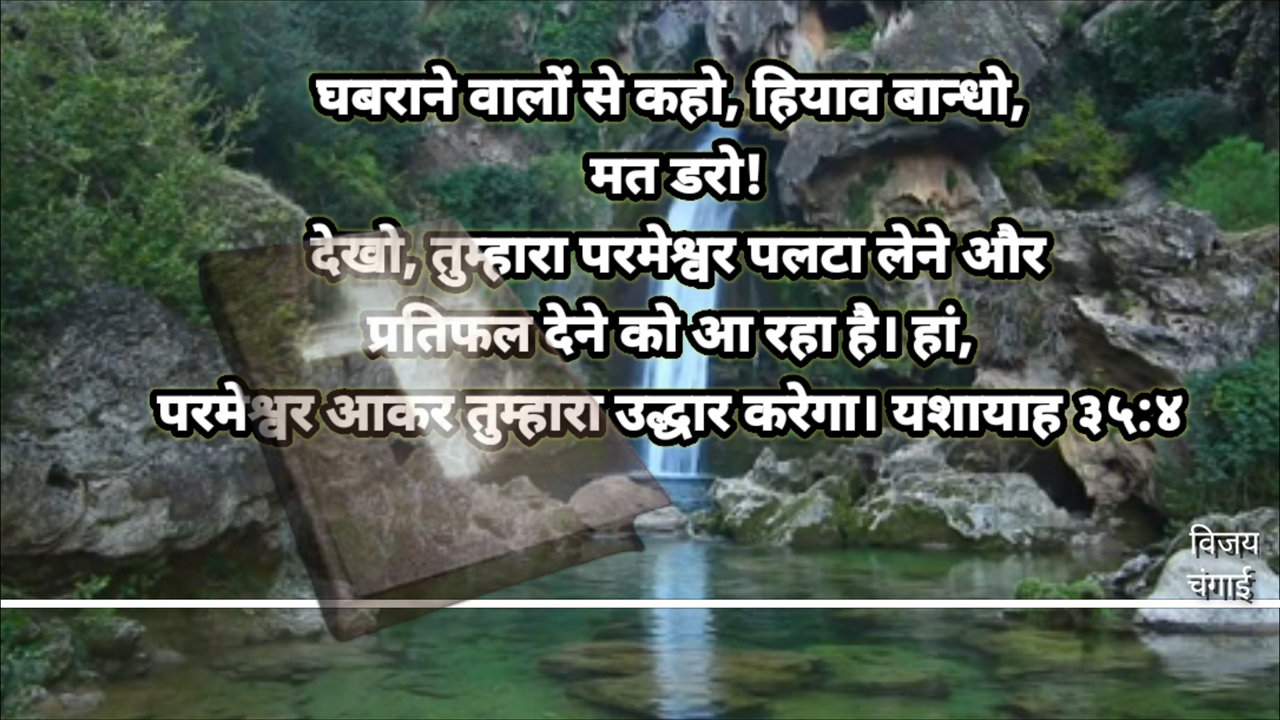 घबराने वालों से कहो, हियाव बान्धो,
मत डरो!
देखो, तुम्हारा परमेश्वर पलटा लेने और
प्रतिफल देने को आ रहा है। हां,
परमेश्वर आकर तुम्हारा उद्धार करेगा। यशायाह ३५:४
विजय
चंगाई